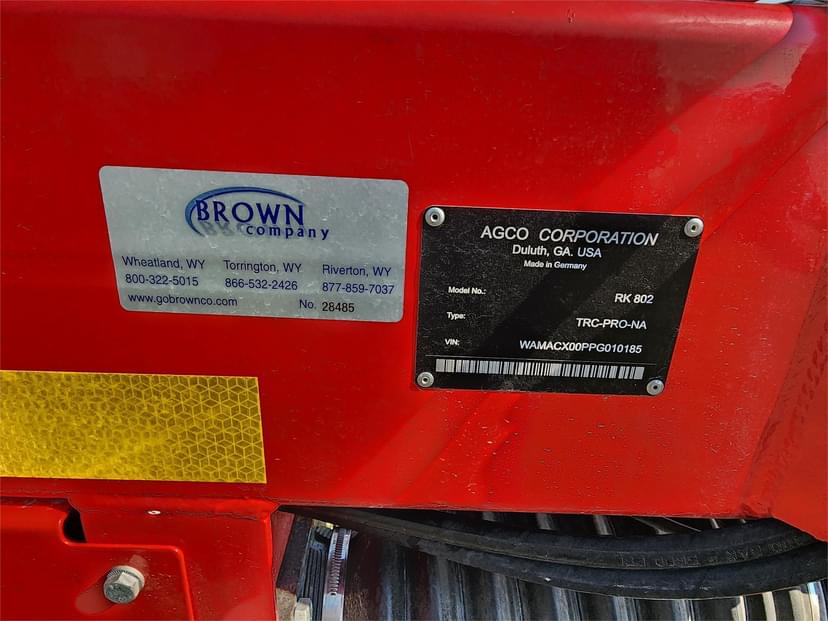 BROWN
company
Wheatland, WY Torrington, WY Riverton, WY
800-322-5015 866-532-2426 877-859-7037
www.gobrownco.com No. 28485
AGCO CORPORATION
Duluth, GA. USA
Made in Germany
Model No.: RK 802
Type: TRC-PRO-NA
VIN: WAMACX00PPG010185